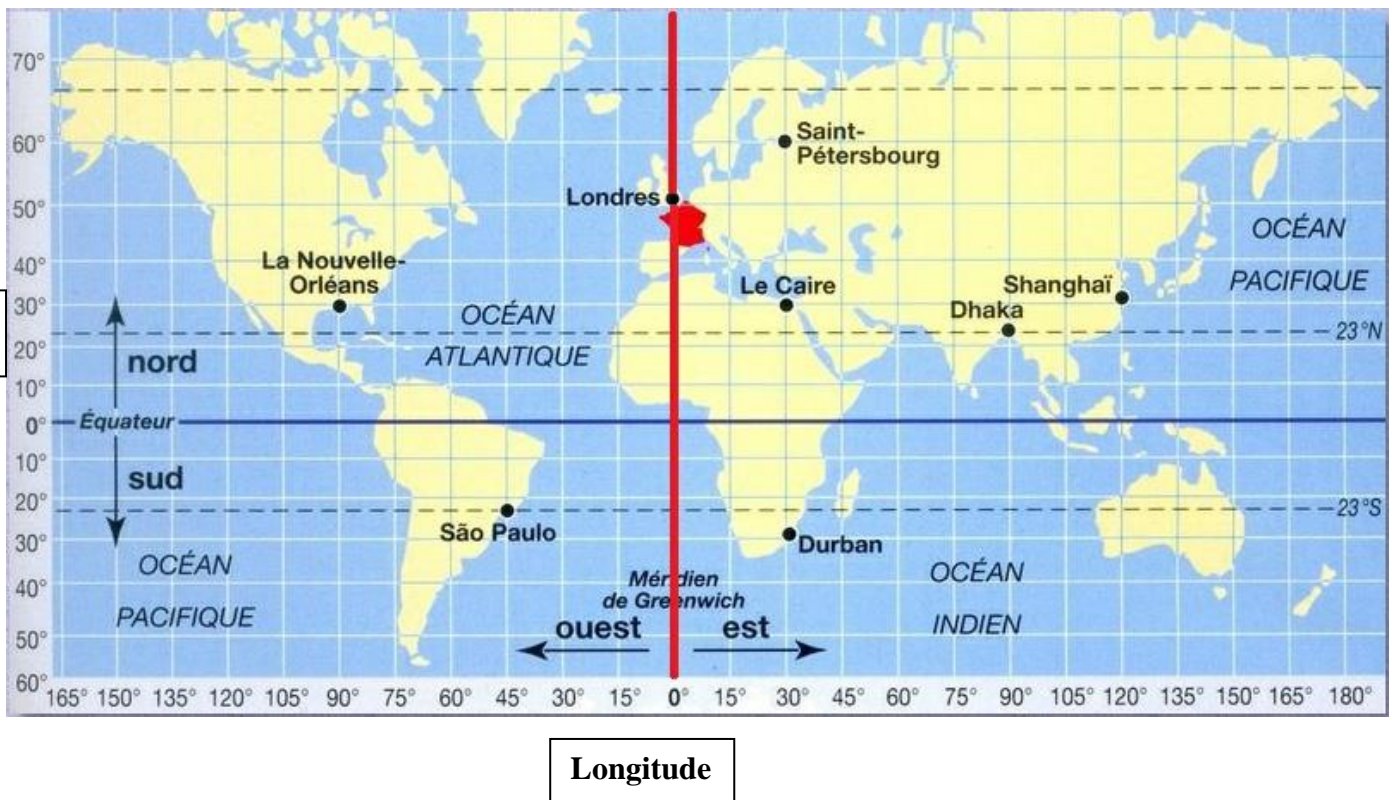 70°
60°
Saint-
Pétersbourg
Londres
50°
OCÉAN
PACIFIQUE
La Nouvelle-
Orléans
40°
Le Caire
Shanghaï
Dhaka
30°
OCÉAN
ATLANTIQUE
23°N
nord
20°
10°
0°
Équateur
10°
sud
20°
23°S
São Paulo
30°
Durban
OCÉAN
PACIFIQUE
OCÉAN
INDIEN
40°
Méridien
de Greenwich
ouest
est
50°
60°
165° 150° 135° 120° 105° 90° 75° 60° 45° 30° 15° 0 15° 30° 45° 60° 75° 90° 105° 120° 135° 150° 165° 180°
Longitude